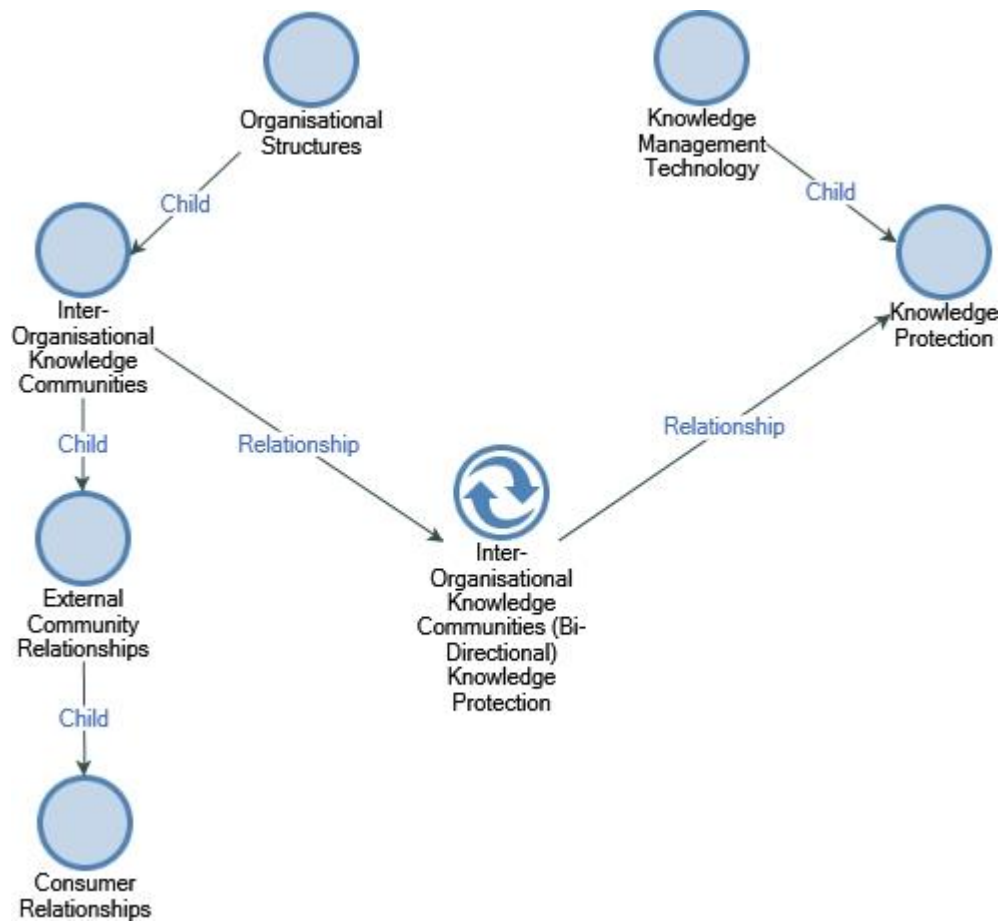 Organisational
Structures
Knowledge
Management
Technology
Child
Child
Inter-
Organisational
Knowledge
Communities
Knowledge
Protection
Child
Relationship
Relationship
External
Community
Relationships
Inter-
Organisational
Knowledge
Communities (Bi-
Directional)
Knowledge
Protection
Child
Consumer
Relationships